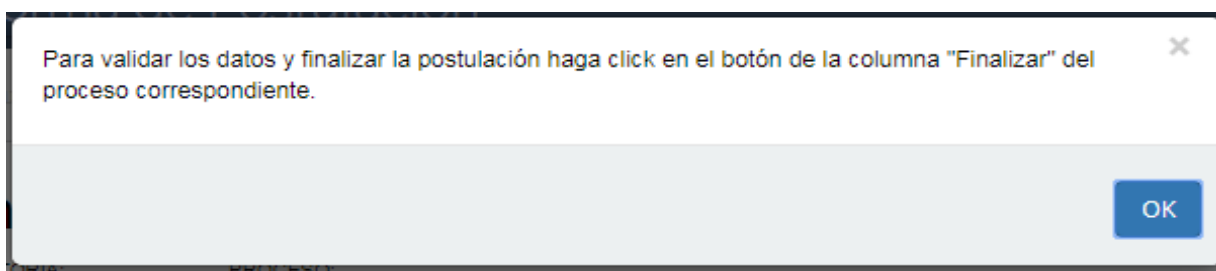 Para validar los datos y finalizar la postulación haga click en el botón de la columna "Finalizar" del
proceso correspondiente.
×
OK